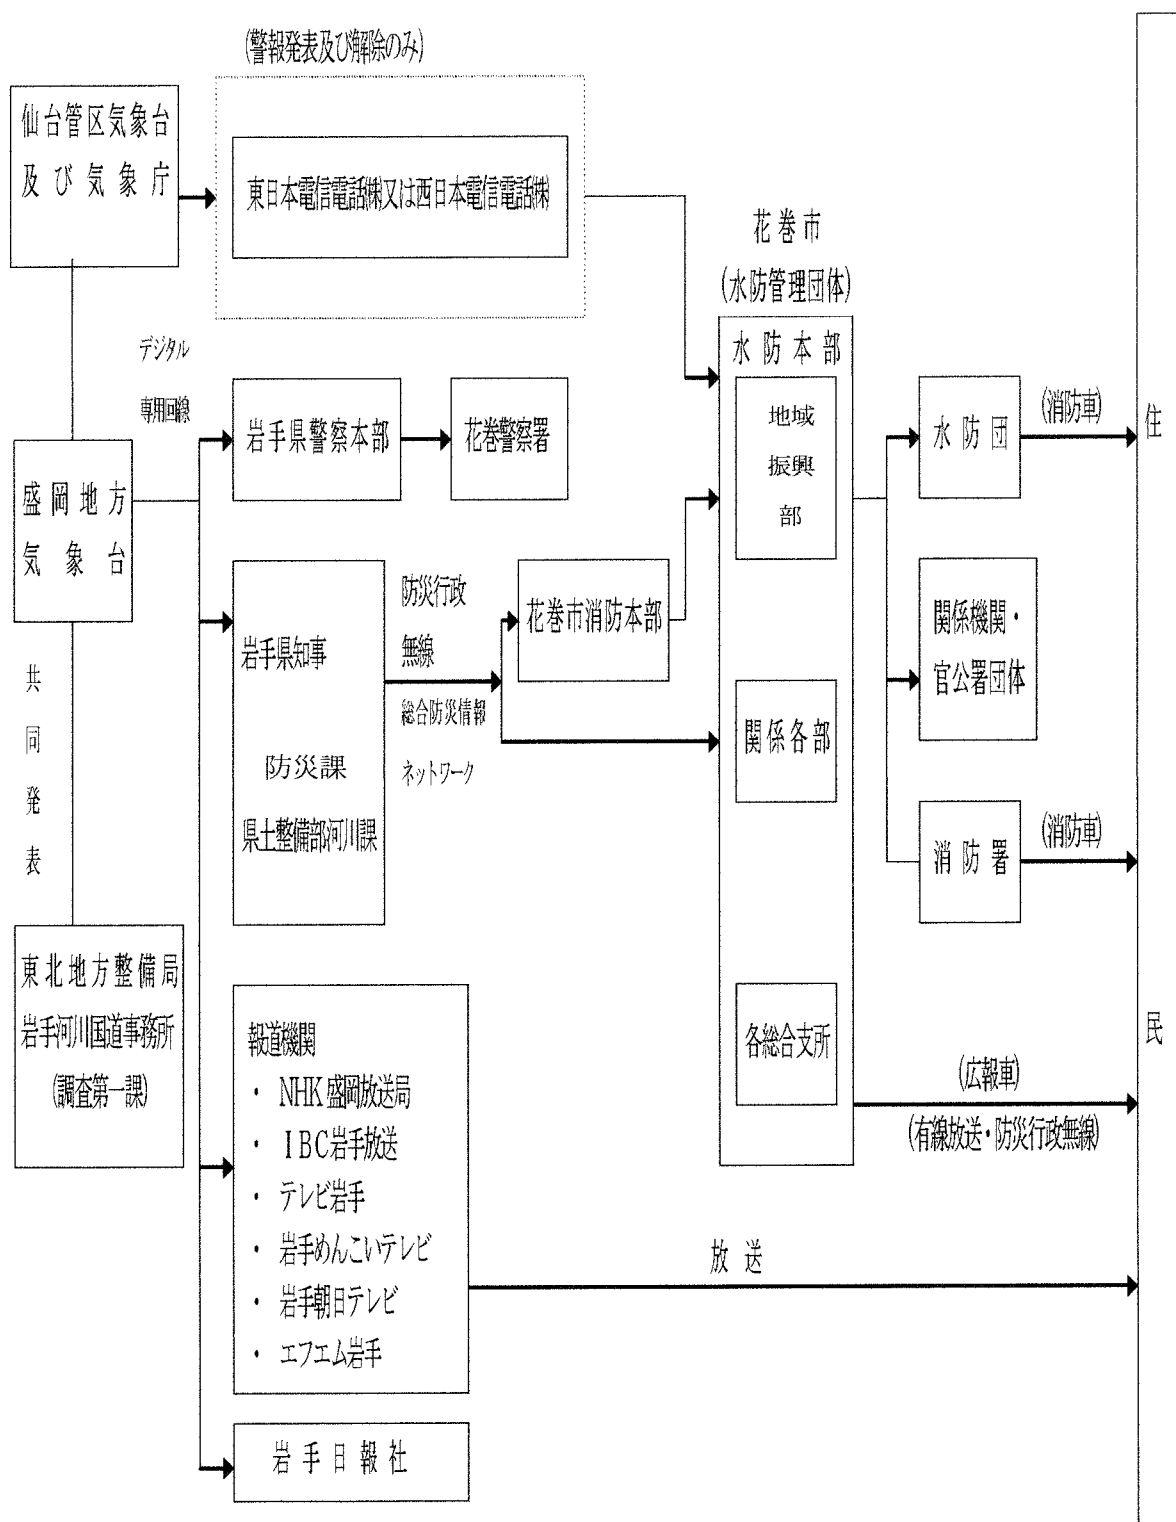 (警報発表及び解除のみ)
仙台管区気象台
及び気象庁
東日本電信電話㈱又は西日本電信電話㈱
花巻市
(水防管理団体)
水防本部
デジタル
専用回線
岩手県警察本部
花巻警察署
地域
振興
部
水防団
(消防車)
住
盛岡地方
気象台
防災行政
無線
総合防災情報
ネットワーク
花巻市消防本部
関係機関・
官公署団体
岩手県知事
防災課
県土整備部河川課
関係各部
共
同
発
表
消防署
(消防車)
東北地方整備局
岩手河川国道事務所
(調査第一課)
報道機関
・ NHK盛岡放送局
・ IBC岩手放送
・ テレビ岩手
・ 岩手めんこいテレビ
・ 岩手朝日テレビ
・ エフエム岩手
各総合支所
民
(広報車)
(有線放送・防災行政無線)
放送
岩手日報社